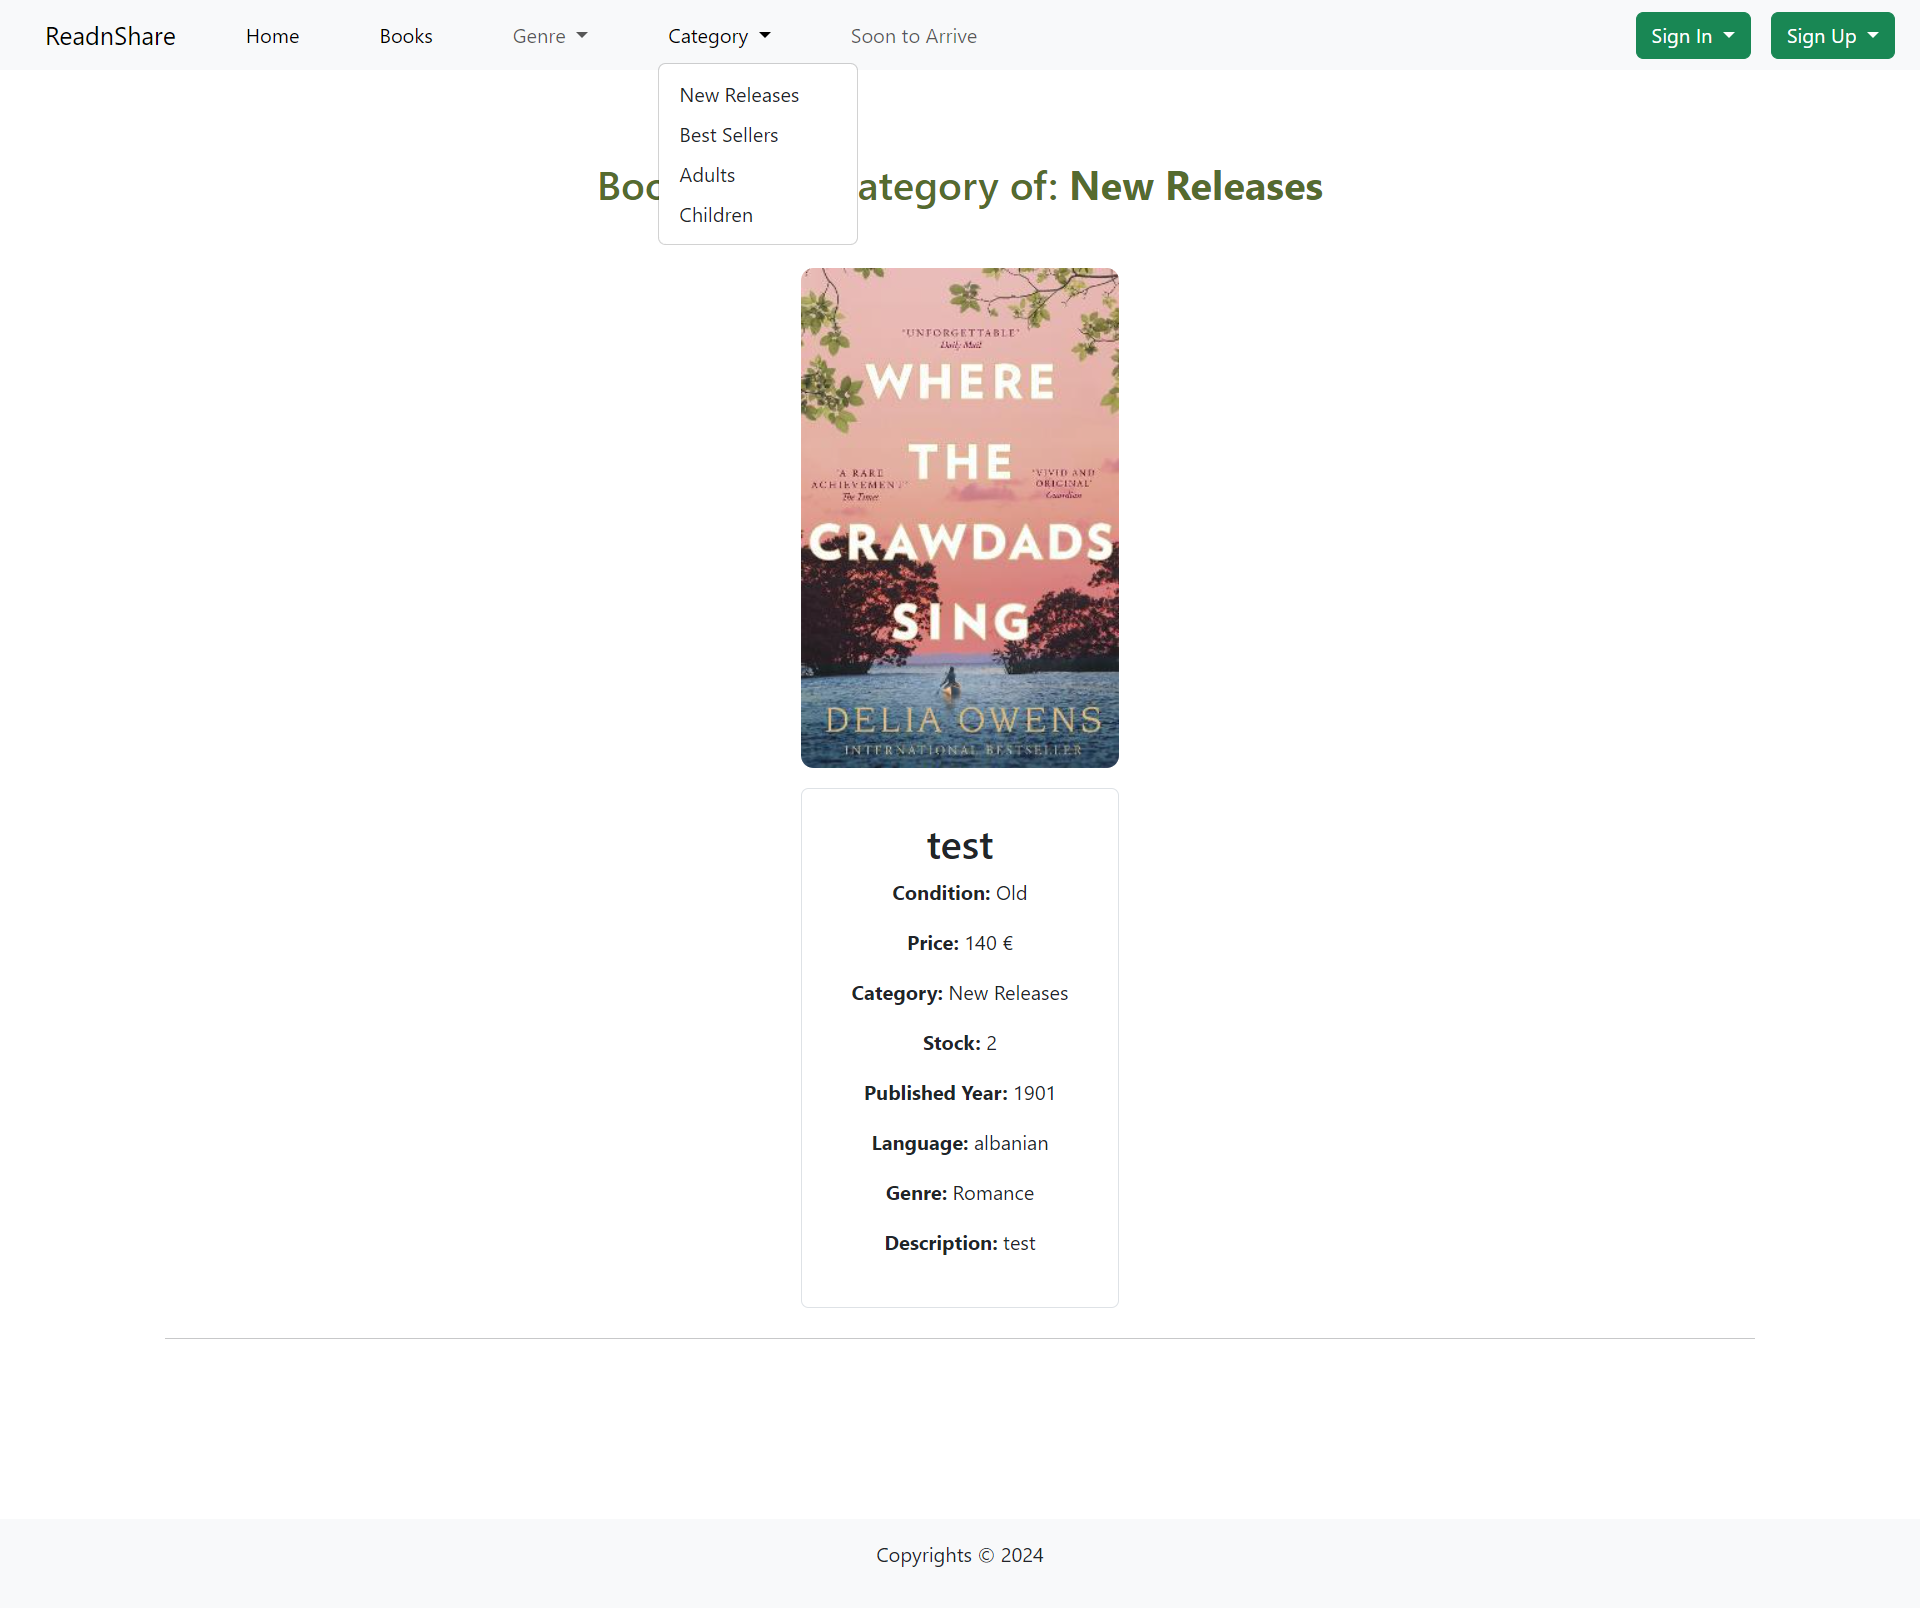 ReadnShare Home Books Genre Category Soon to Arrive Sign In Sign Up
New Releases
Best Sellers
Adults
Children
Boo ategory of: New Releases
'UNFORGETTABLE'
Daily Mail
WHERE
THE
'A RARE
ACHIEVEMENT'
The Times
'VIVID AND
ORIGINAL'
Guardian
CRAWDADS
SING
DELIA OWENS
INTERNATIONAL BESTSELLER
test
Condition: Old
Price: 140 €
Category: New Releases
Stock: 2
Published Year: 1901
Language: albanian
Genre: Romance
Description: test
Copyrights © 2024